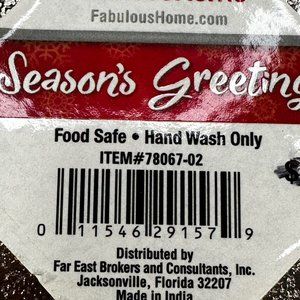 FabulousHome.com
Season's Greeting
Food Safe • Hand Wash Only
ITEM#78067-02
0 11546 29157 9
Distributed by
Far East Brokers and Consultants, Inc.
Jacksonville, Florida 32207
Made in India